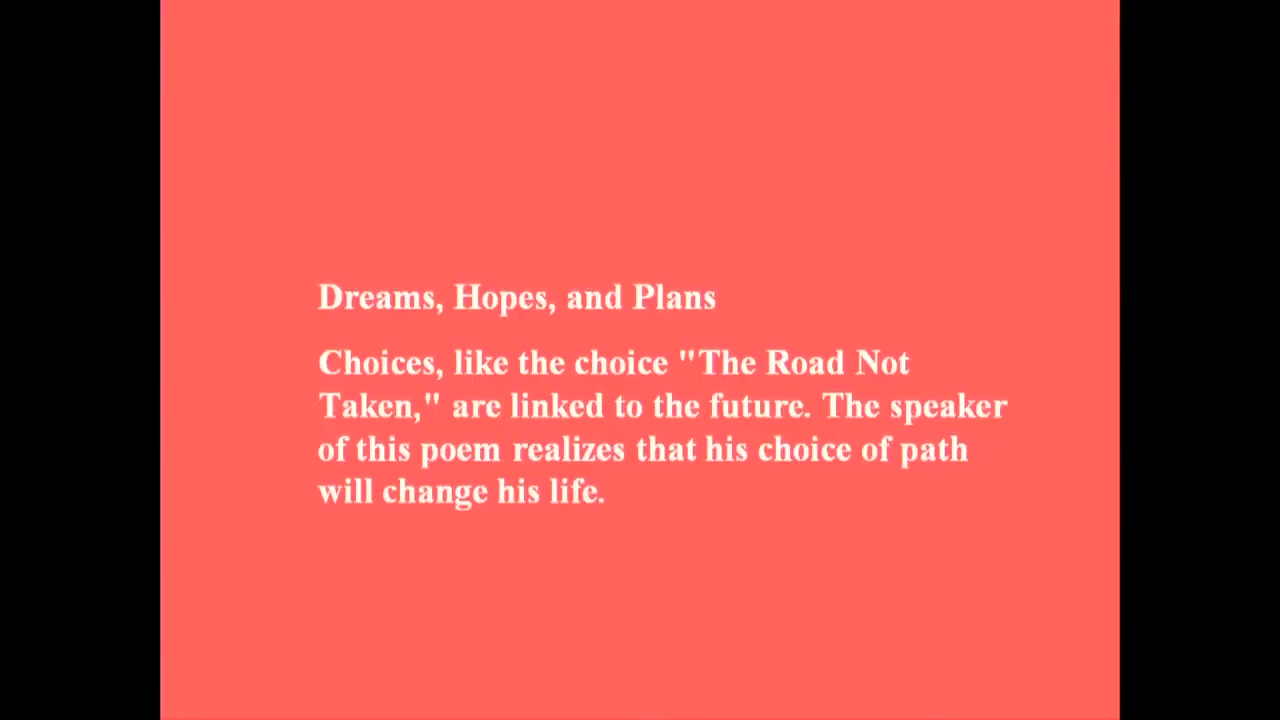 Dreams, Hopes, and Plans
Choices, like the choice "The Road Not
Taken," are linked to the future. The speaker
of this poem realizes that his choice of path
will change his life.